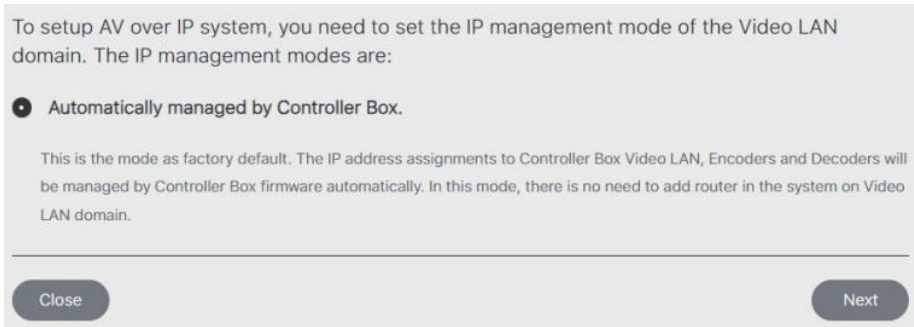 To setup AV over IP system, you need to set the IP management mode of the Video LAN
domain. The IP management modes are:
Automatically managed by Controller Box.
This is the mode as factory default. The IP address assignments to Controller Box Video LAN, Encoders and Decoders will
be managed by Controller Box firmware automatically. In this mode, there is no need to add router in the system on Video
LAN domain.
Close
Next